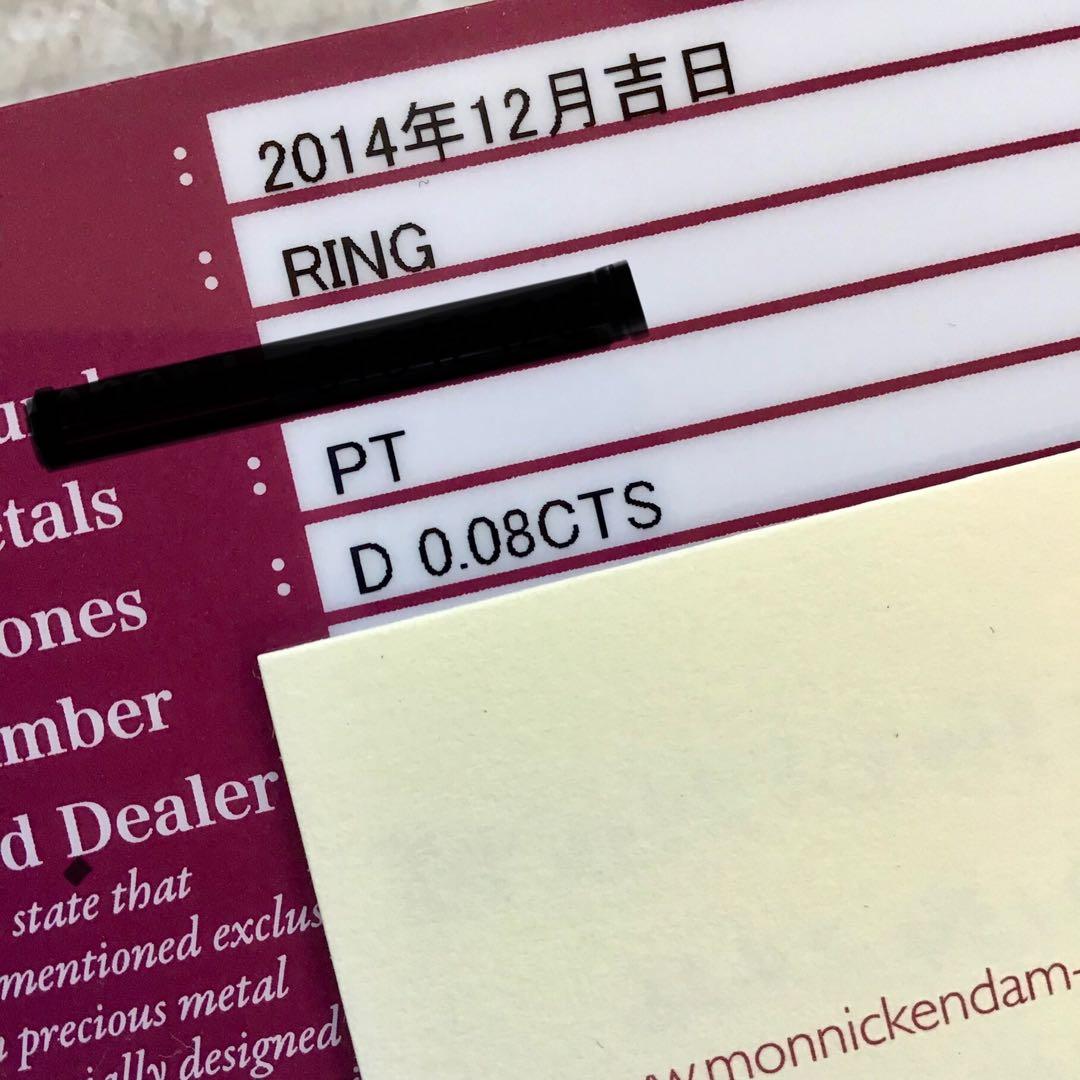 : 2014年12月吉日
: RING
etals : PT
ones : D 0.08CTS
mber
d Dealer
state that
mentioned exclus
precious metal
ially designed
w.monnickendam-